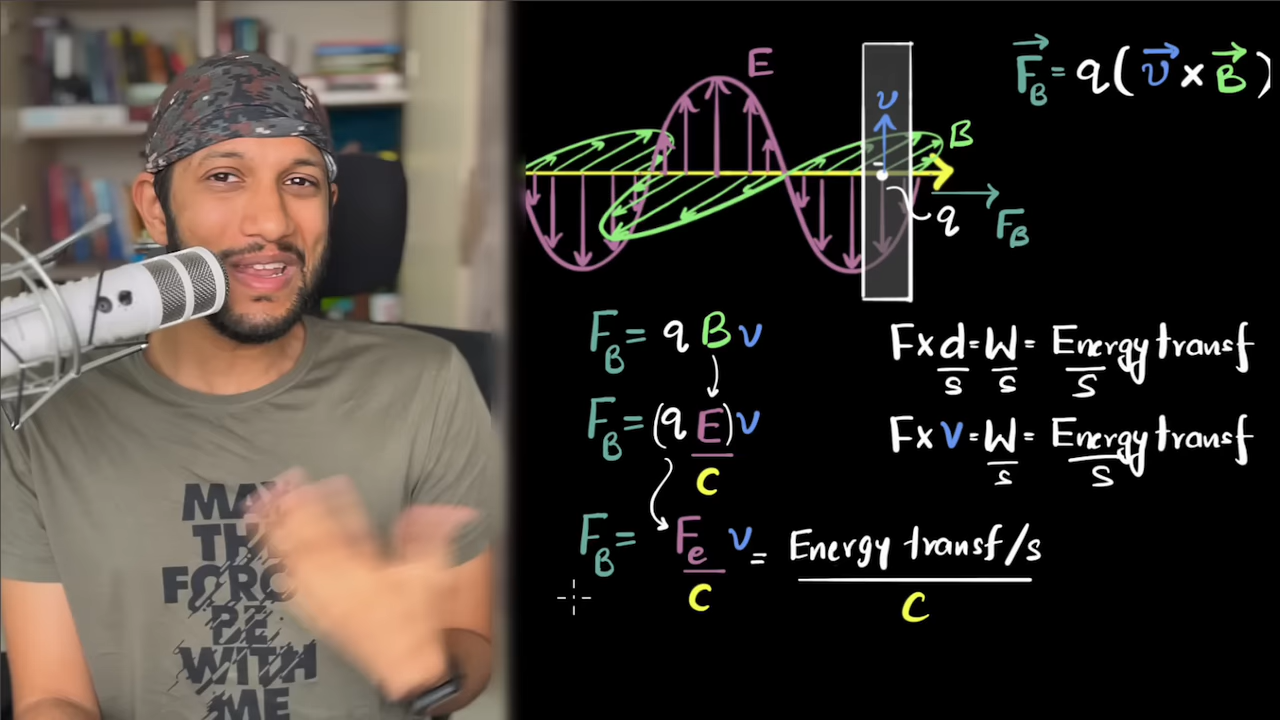 MAY
THE
FORCE
BE
WITH
ME
E
v
B
q
F_B
F_B = q(v × B)
F_B = q B v
F_B = (q E/C) v
F_B = F_e v / C = Energy transf/s / C
F x d/s = W/s = Energy transf/s
F x v = W/s = Energy transf/s